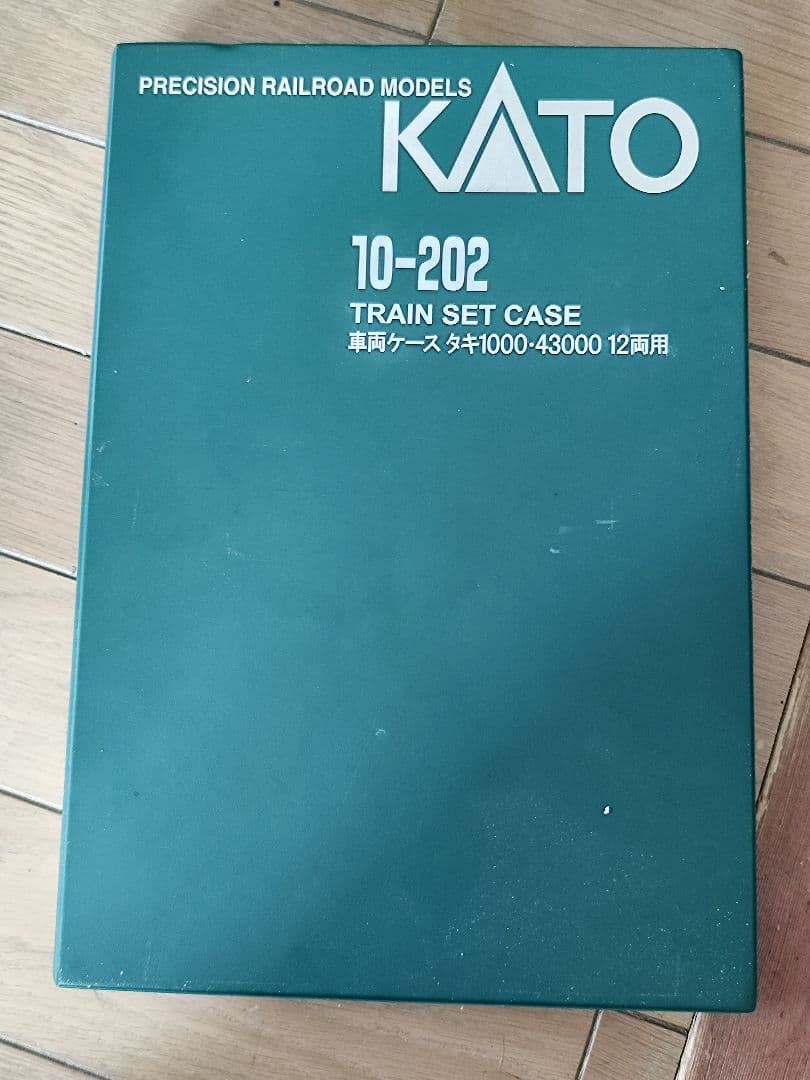 PRECISION RAILROAD MODELS
KATO
10-202
TRAIN SET CASE
車両ケース タキ1000・43000 12両用